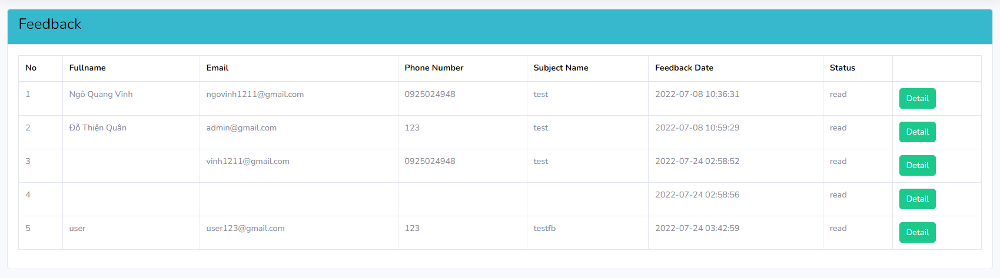 Feedback
No Fullname Email Phone Number Subject Name Feedback Date Status
1 Ngô Quang Vinh ngovinh1211@gmail.com 0925024948 test 2022-07-08 10:36:31 read Detail
2 Đỗ Thiện Quân admin@gmail.com 123 test 2022-07-08 10:59:29 read Detail
3 vinh1211@gmail.com 0925024948 test 2022-07-24 02:58:52 read Detail
4 2022-07-24 02:58:56 read Detail
5 user user123@gmail.com 123 testfb 2022-07-24 03:42:59 read Detail